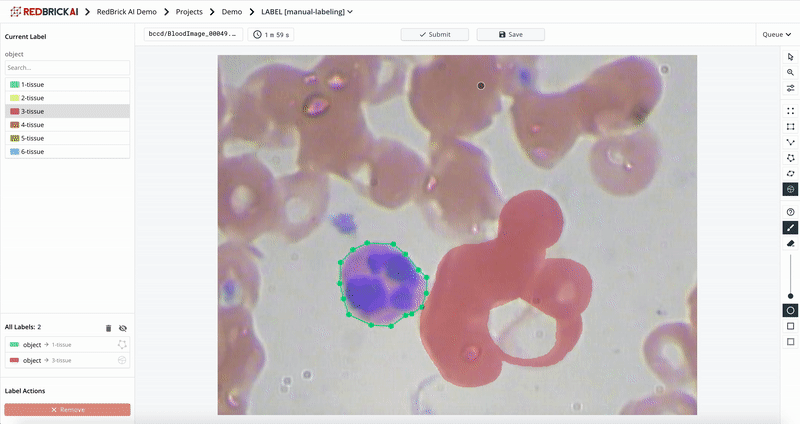 REDBRICKAI > RedBrick AI Demo > Projects > Demo > LABEL [manual-labeling]
Current Label
bccd/BloodImage_00049...
1 m 59 s
Submit
Save
Queue
object
Search...
1-tissue
2-tissue
3-tissue
4-tissue
5-tissue
6-tissue
All Labels: 2
object → 1-tissue
object → 3-tissue
Label Actions
× Remove